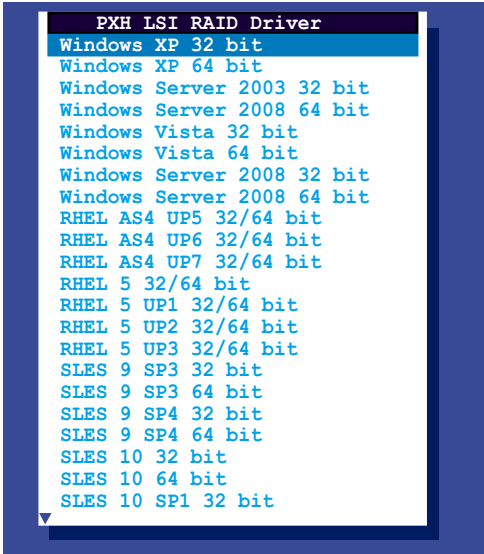 PXH LSI RAID Driver
Windows XP 32 bit
Windows XP 64 bit
Windows Server 2003 32 bit
Windows Server 2008 64 bit
Windows Vista 32 bit
Windows Vista 64 bit
Windows Server 2008 32 bit
Windows Server 2008 64 bit
RHEL AS4 UP5 32/64 bit
RHEL AS4 UP6 32/64 bit
RHEL AS4 UP7 32/64 bit
RHEL 5 32/64 bit
RHEL 5 UP1 32/64 bit
RHEL 5 UP2 32/64 bit
RHEL 5 UP3 32/64 bit
SLES 9 SP3 32 bit
SLES 9 SP3 64 bit
SLES 9 SP4 32 bit
SLES 9 SP4 64 bit
SLES 10 32 bit
SLES 10 64 bit
SLES 10 SP1 32 bit